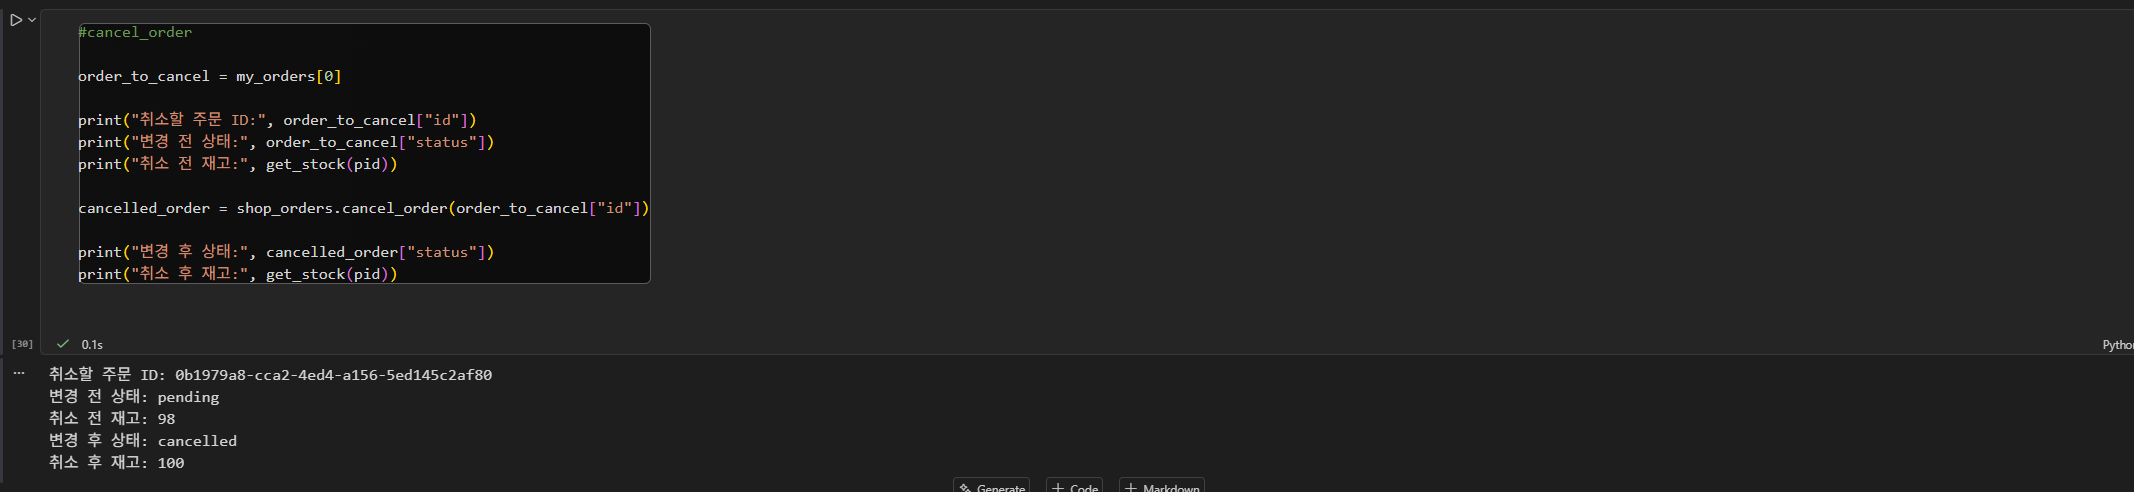 #cancel_order
order_to_cancel = my_orders[0]
print("취소할 주문 ID:", order_to_cancel["id"])
print("변경 전 상태:", order_to_cancel["status"])
print("취소 전 재고:", get_stock(pid))
cancelled_order = shop_orders.cancel_order(order_to_cancel["id"])
print("변경 후 상태:", cancelled_order["status"])
print("취소 후 재고:", get_stock(pid))
[30] 0.1s
Pytho
취소할 주문 ID: 0b1979a8-cca2-4ed4-a156-5ed145c2af80
변경 전 상태: pending
취소 전 재고: 98
변경 후 상태: cancelled
취소 후 재고: 100
Generate + Code + Markdown